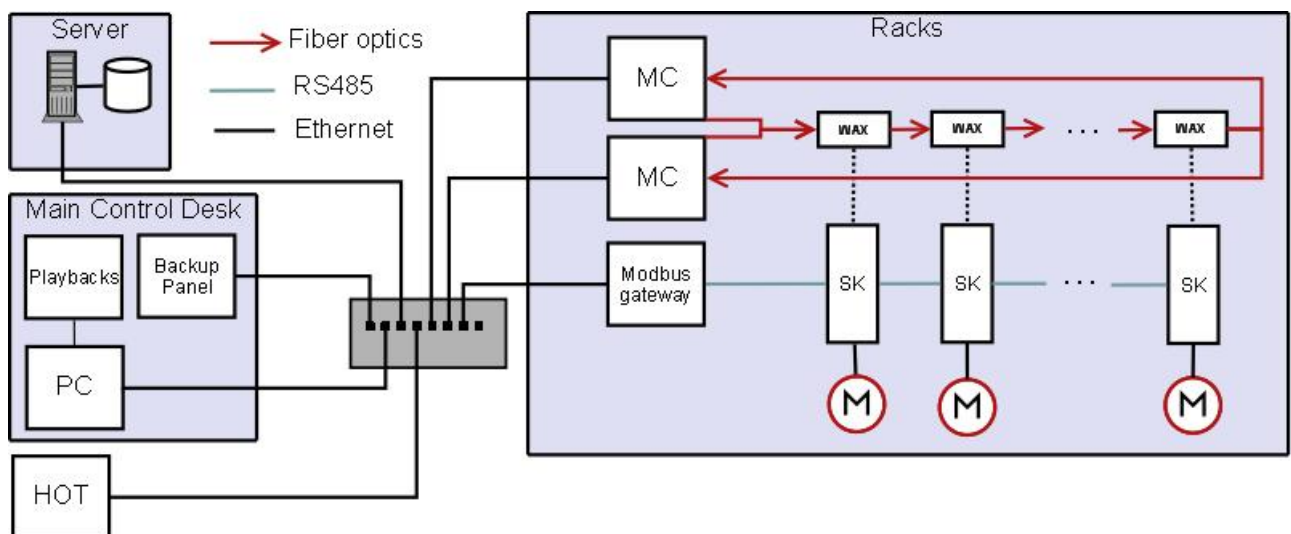 Server
Fiber optics
RS485
Ethernet
Racks
MC
WAX
WAX
...
WAX
MC
Main Control Desk
Playbacks
Backup
Panel
PC
Modbus
gateway
SK
SK
...
SK
M
M
M
HOT